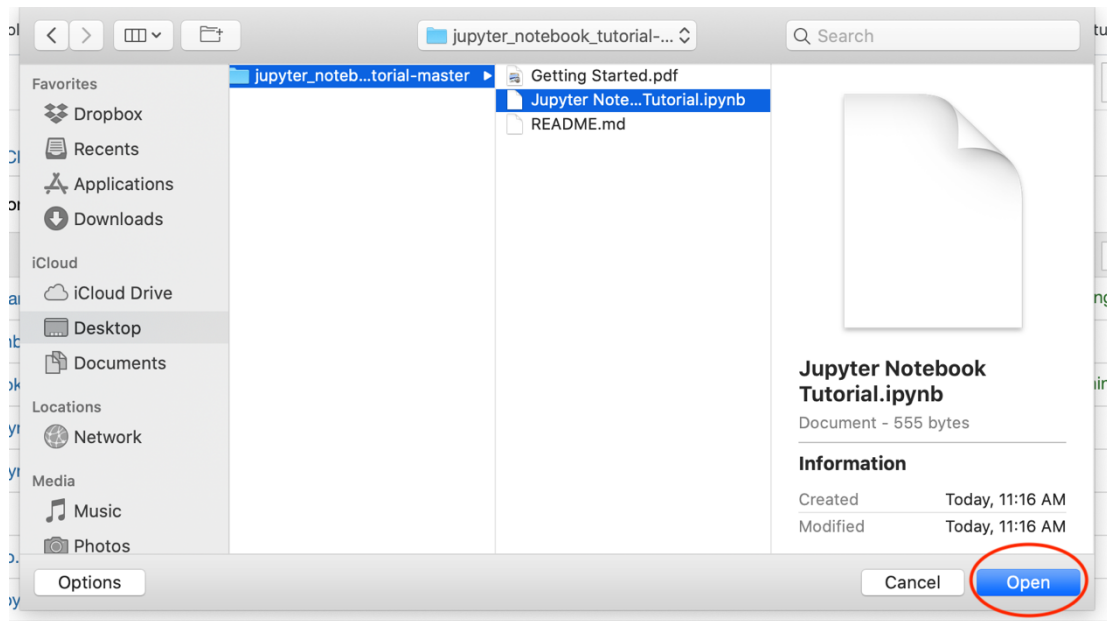 jupyter_notebook_tutorial-...
Search
Favorites
Dropbox
Recents
Applications
Downloads
iCloud
iCloud Drive
Desktop
Documents
Locations
Network
Media
Music
Photos
jupyter_noteb...torial-master
Getting Started.pdf
Jupyter Note...Tutorial.ipynb
README.md
Jupyter Notebook
Tutorial.ipynb
Document - 555 bytes
Information
Created Today, 11:16 AM
Modified Today, 11:16 AM
Options
Cancel
Open